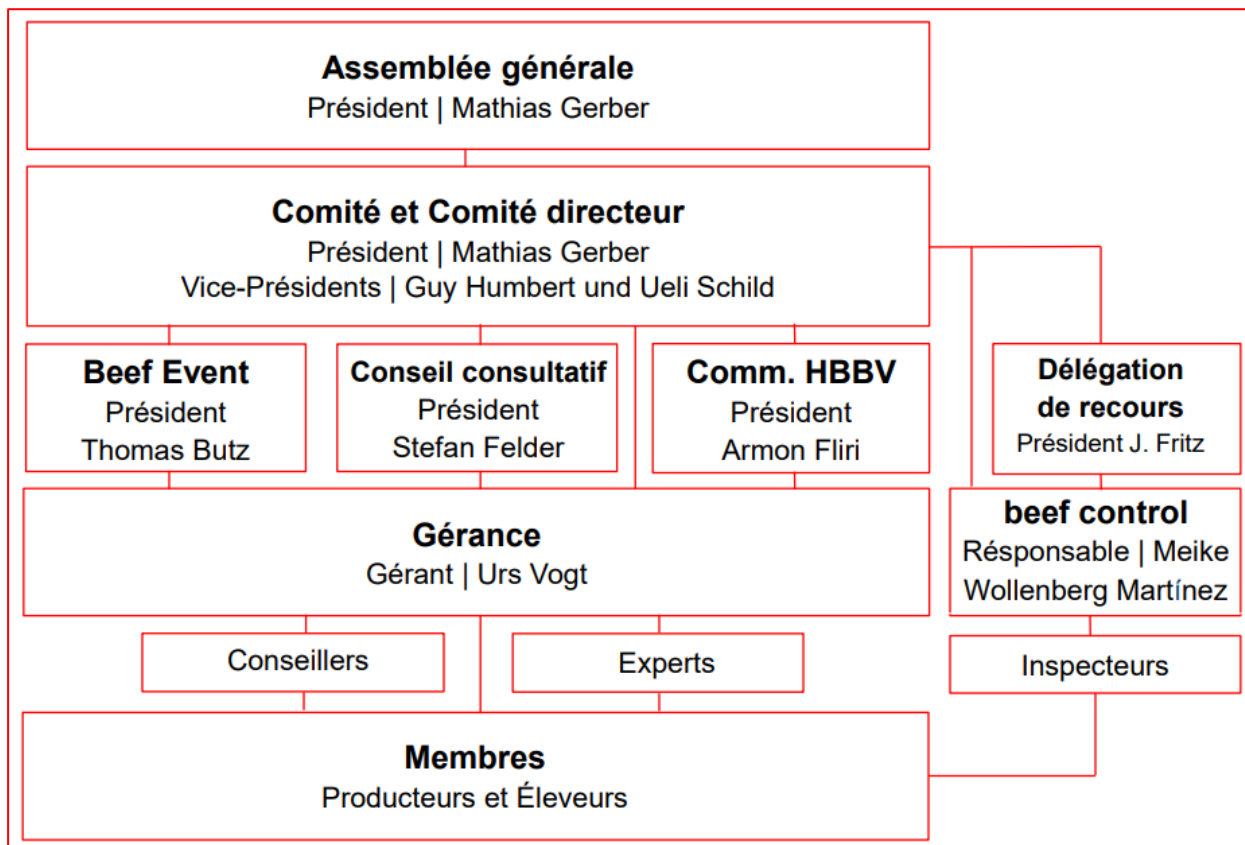 Assemblée générale
Président | Mathias Gerber
Comité et Comité directeur
Président | Mathias Gerber
Vice-Présidents | Guy Humbert und Ueli Schild
Beef Event
Président
Thomas Butz
Conseil consultatif
Président
Stefan Felder
Comm. HBBV
Président
Armon Fliri
Délégation
de recours
Président J. Fritz
Gérance
Gérant | Urs Vogt
beef control
Résponsable | Meike
Wollenberg Martínez
Conseillers
Experts
Inspecteurs
Membres
Producteurs et Éleveurs